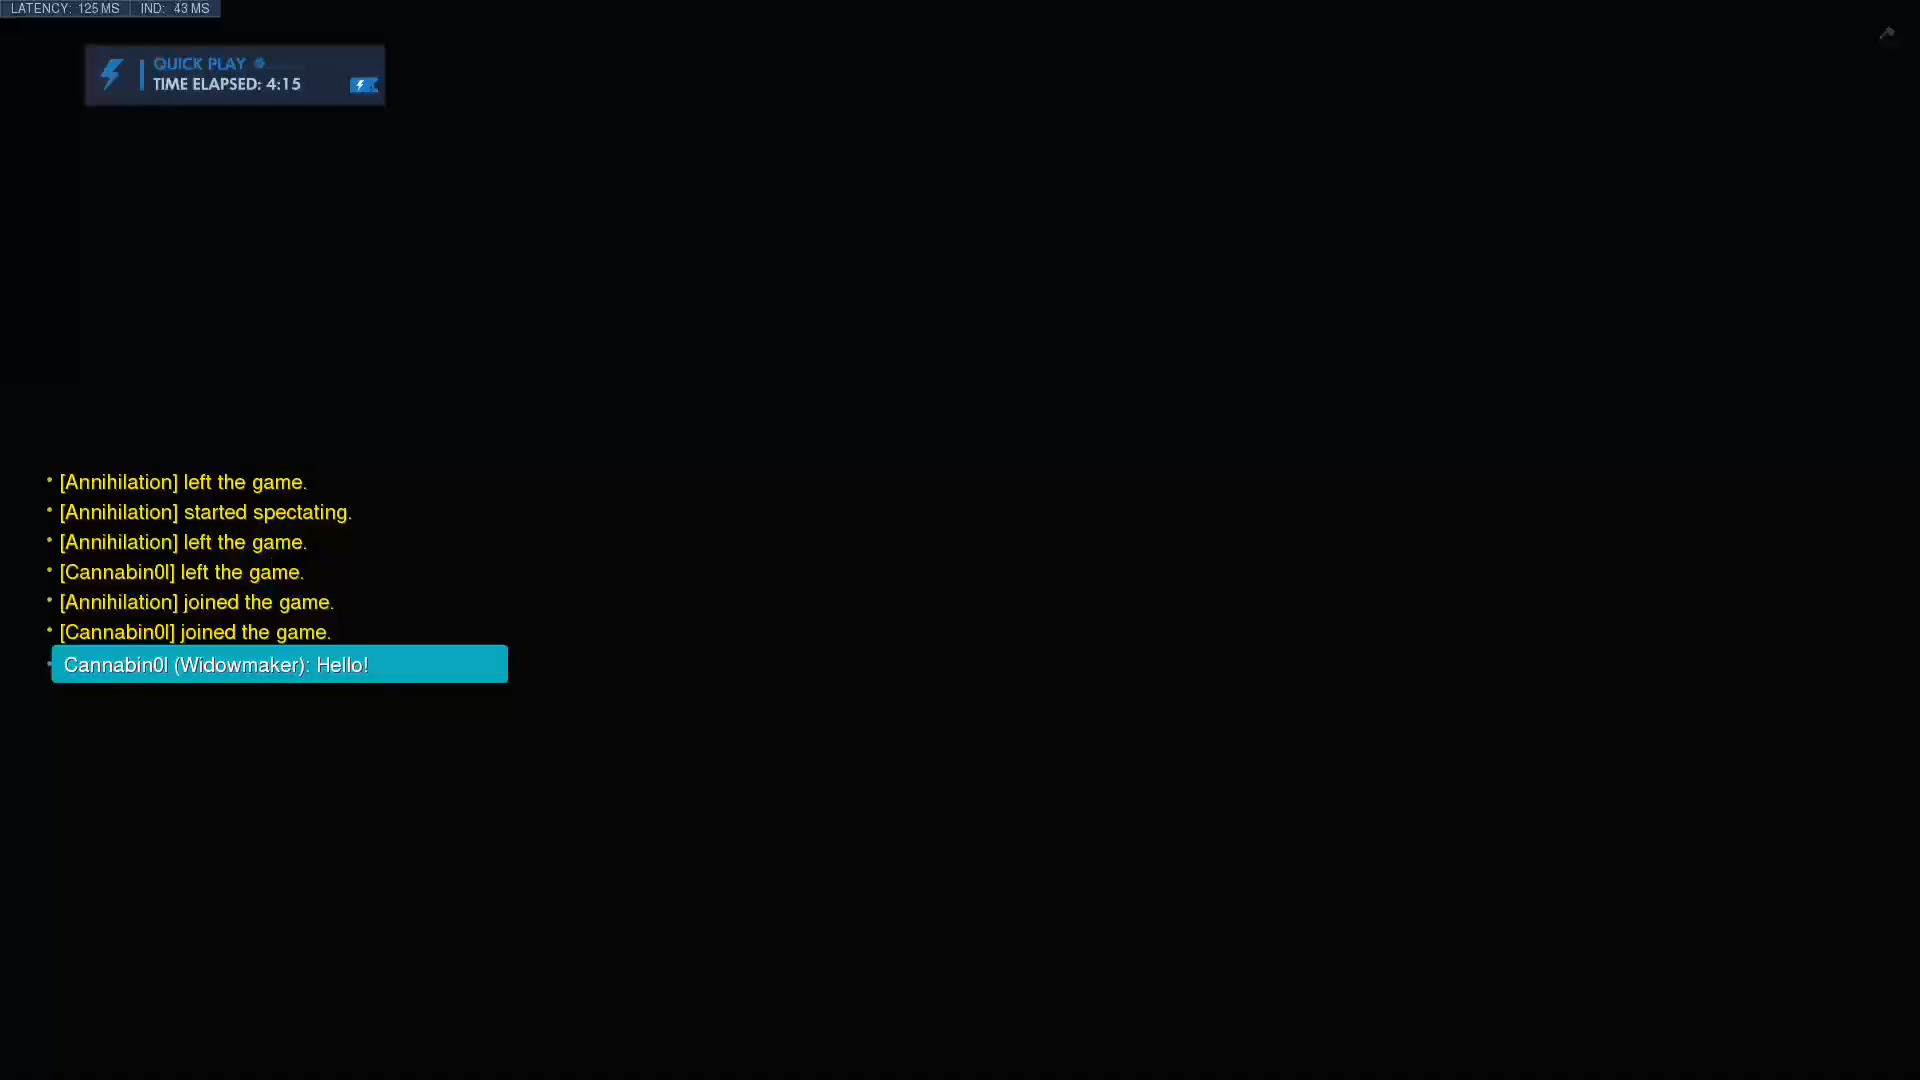 LATENCY: 125 MS IND: 43 MS
QUICK PLAY
TIME ELAPSED: 4:15
[Annihilation] left the game.
[Annihilation] started spectating.
[Annihilation] left the game.
[Cannabin0l] left the game.
[Annihilation] joined the game.
[Cannabin0l] joined the game.
Cannabin0l (Widowmaker): Hello!